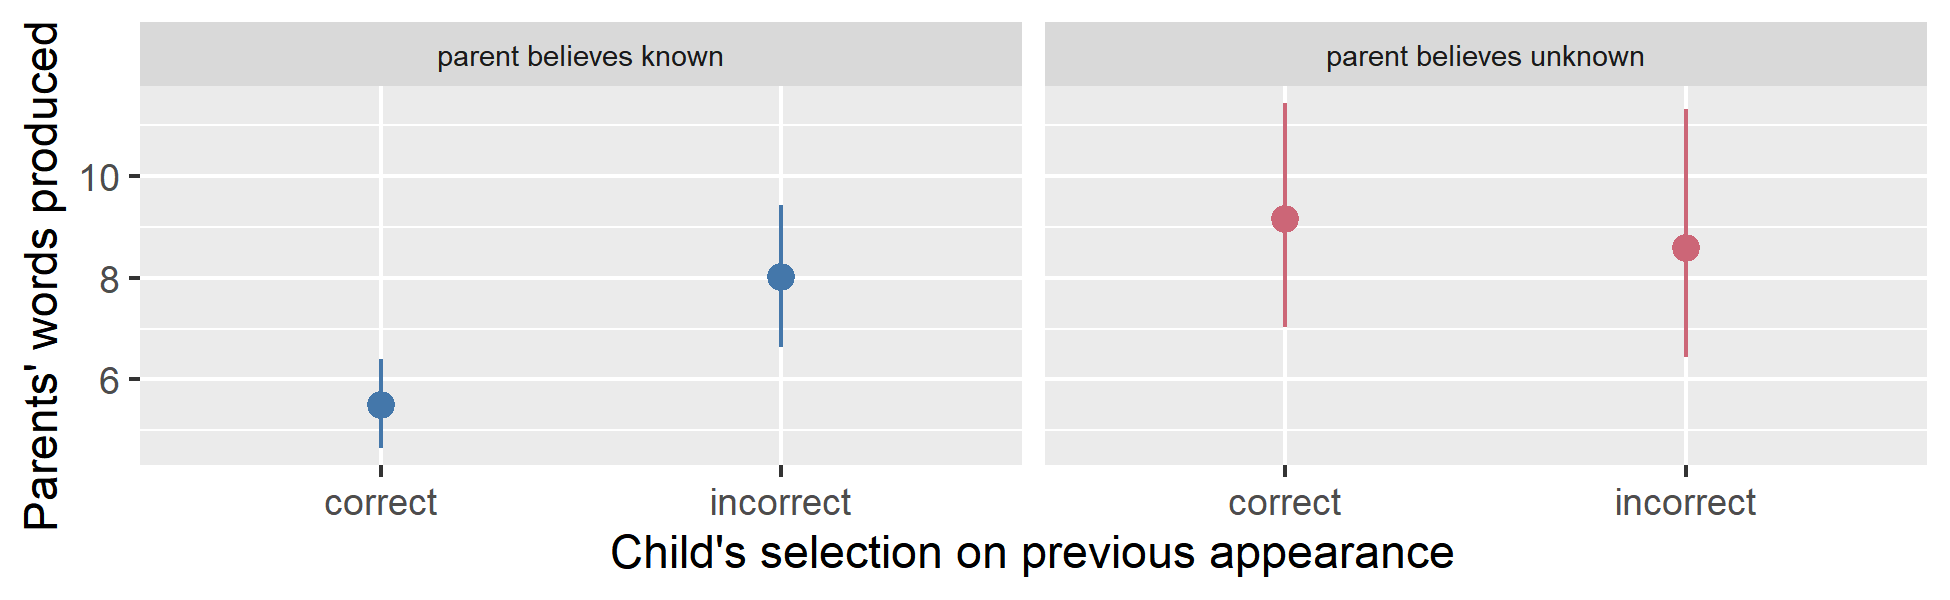 parent believes known
parent believes unknown
Parents' words produced
10
8
6
correct
incorrect
correct
incorrect
Child's selection on previous appearance